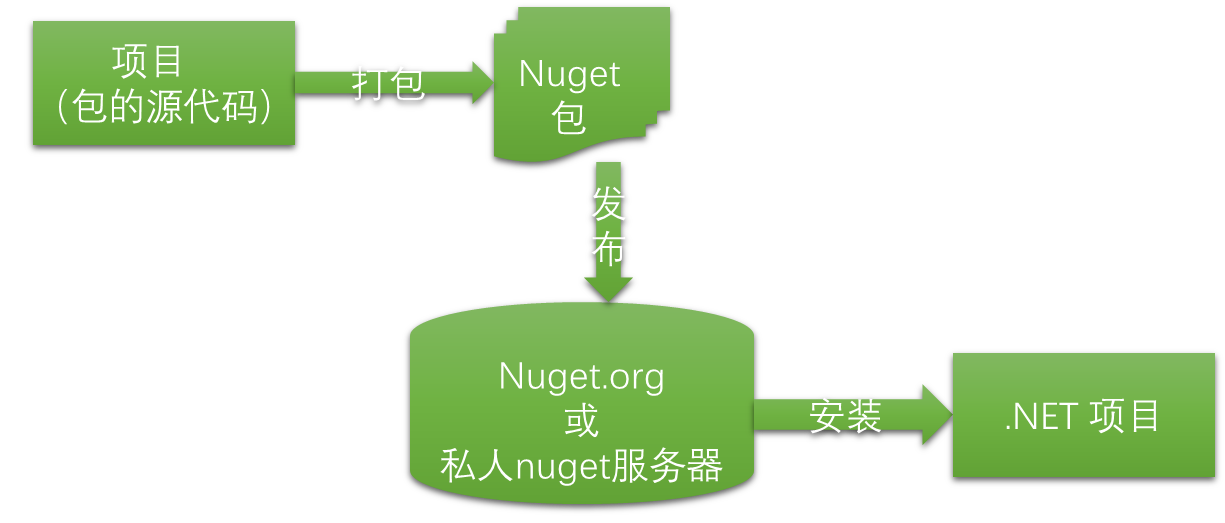 项目
（包的源代码）
打包
Nuget
包
发
布
Nuget.org
或
私人nuget服务器
安装
.NET 项目